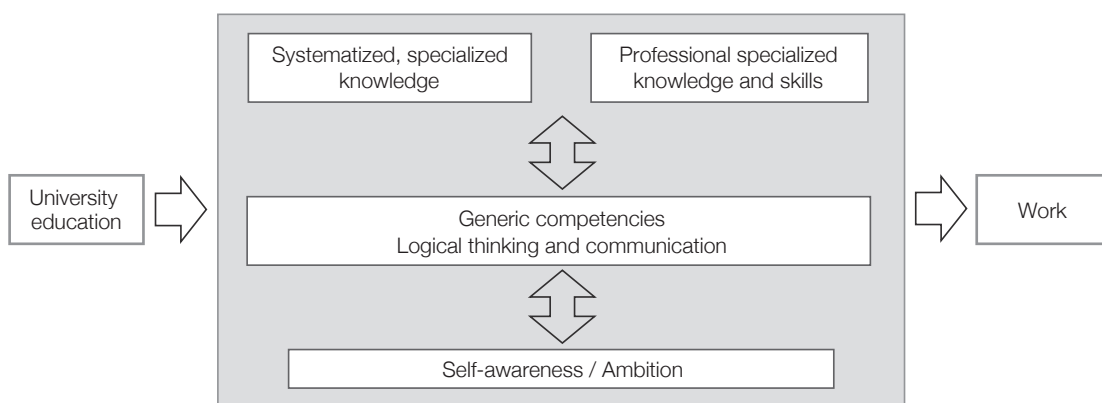 Systematized, specialized
knowledge
Professional specialized
knowledge and skills
University
education
Generic competencies
Logical thinking and communication
Work
Self-awareness / Ambition